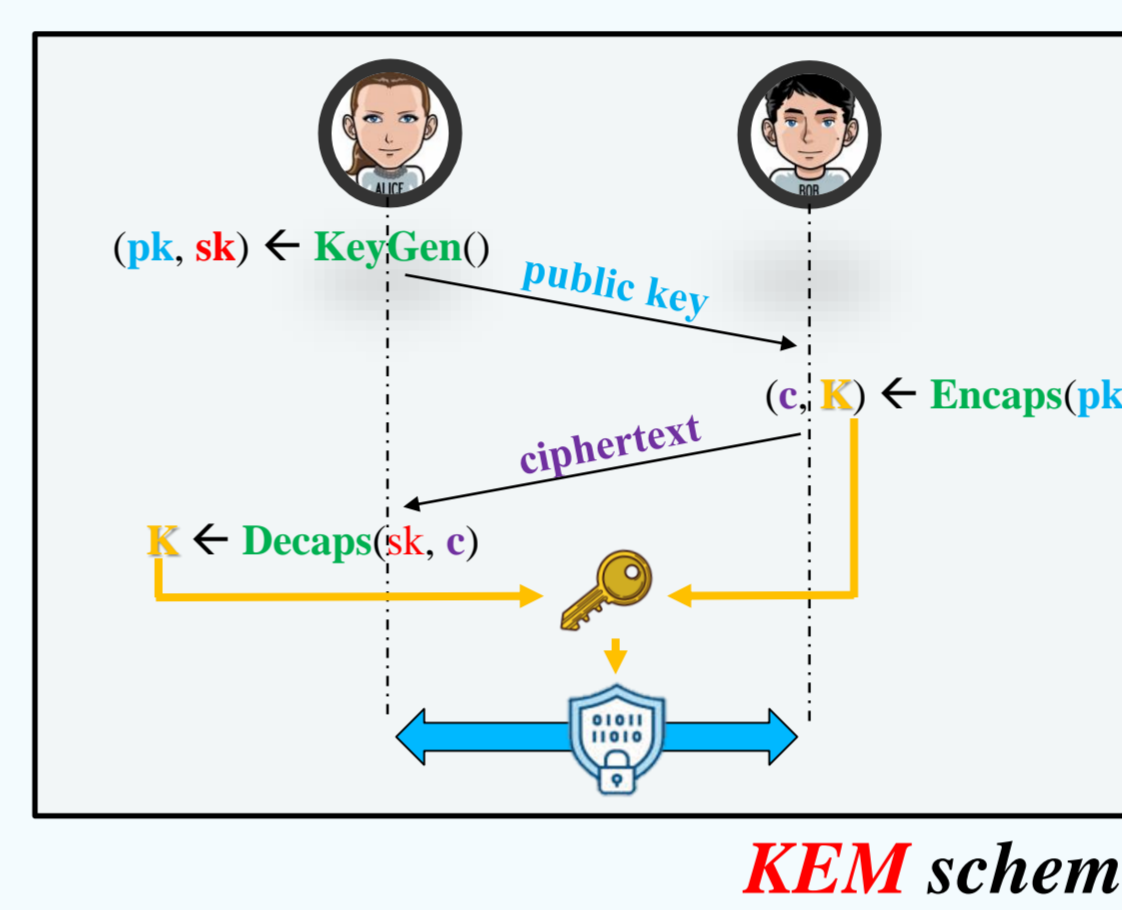 ALICE
BOB
(pk, sk) ← KeyGen()
public key
(c, K) ← Encaps(pk
ciphertext
K ← Decaps(sk, c)
01011
11010
KEM schem